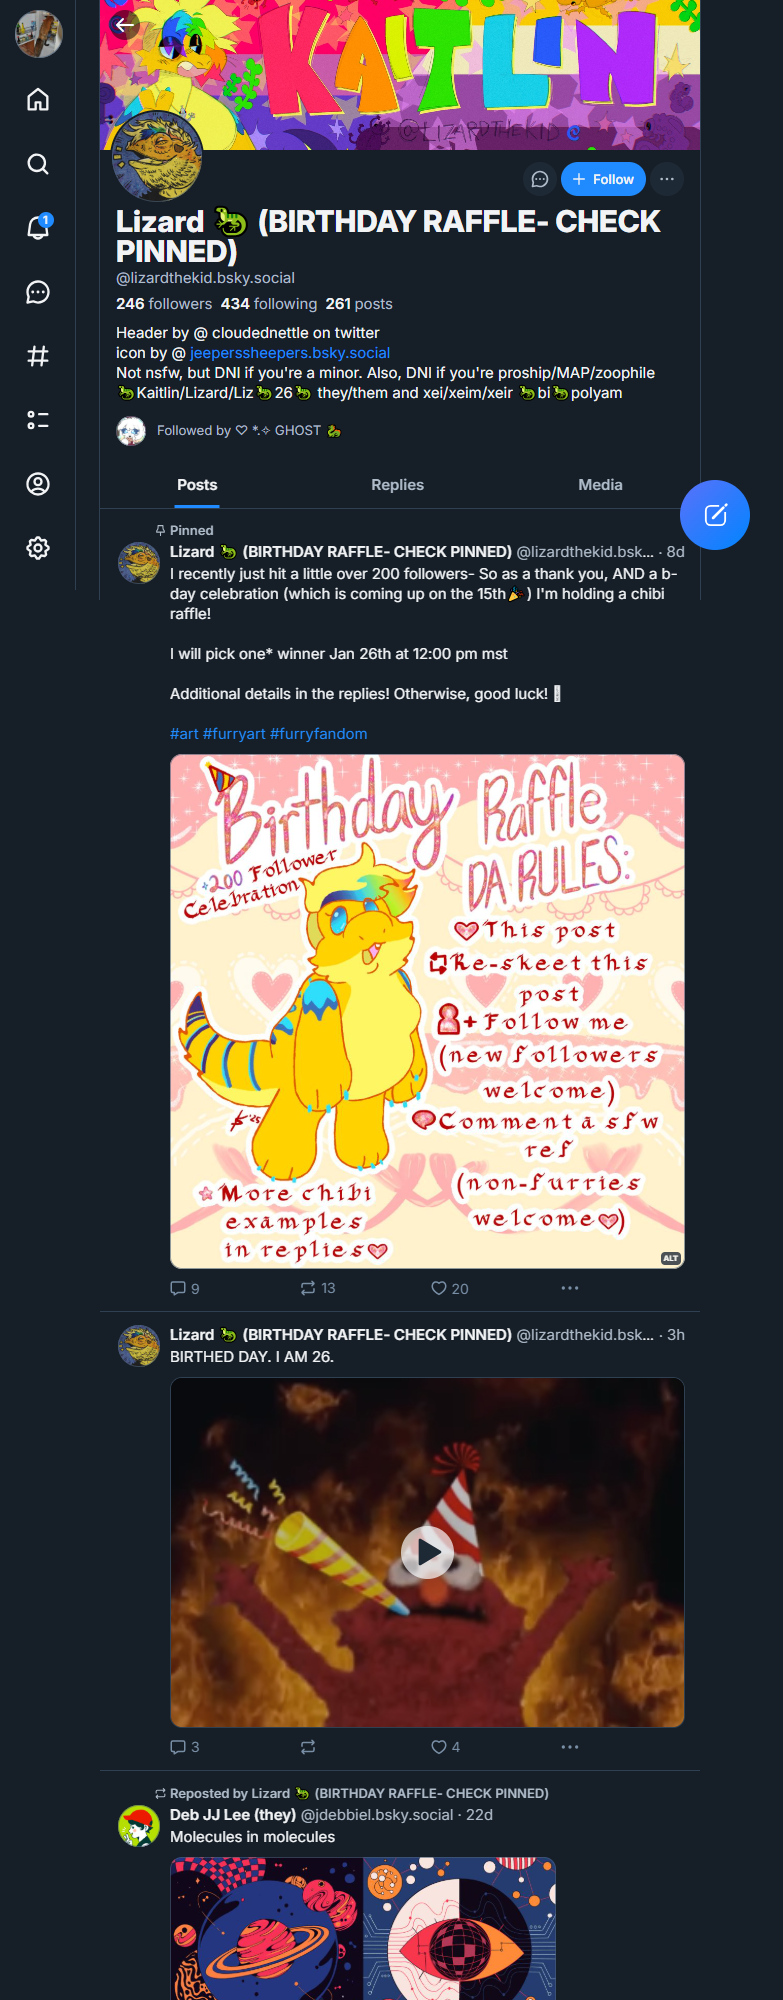 KAITLIN
@LIZARDTHEKID
Follow
Lizard 🦎 (BIRTHDAY RAFFLE- CHECK
PINNED)
@lizardthekid.bsky.social
246 followers 434 following 261 posts
Header by @ cloudednettle on twitter
icon by @ jeeperssheepers.bsky.social
Not nsfw, but DNI if you're a minor. Also, DNI if you're proship/MAP/zoophile
🦎Kaitlin/Lizard/Liz🦎26🦎 they/them and xei/xeim/xeir 🦎bi🦎polyam
Followed by ♡ *.✧ GHOST 🐉
Posts Replies Media
1
Pinned
Lizard 🦎 (BIRTHDAY RAFFLE- CHECK PINNED) @lizardthekid.bsk... · 8d
I recently just hit a little over 200 followers- So as a thank you, AND a b-
day celebration (which is coming up on the 15th🎉) I'm holding a chibi
raffle!
I will pick one* winner Jan 26th at 12:00 pm mst
Additional details in the replies! Otherwise, good luck!
#art #furryart #furryfandom
Birthday Raffle
200 Follower
Celebration
DA RULES:
This post
Re-skeet this
post
+Follow me
(new followers
welcome)
Comment a sfw
ref
(non-furries
welcome♡)
'25
More chibi
examples
in replies♡
ALT
9 13 20
Lizard 🦎 (BIRTHDAY RAFFLE- CHECK PINNED) @lizardthekid.bsk... · 3h
BIRTHED DAY. I AM 26.
3 4
Reposted by Lizard 🦎 (BIRTHDAY RAFFLE- CHECK PINNED)
Deb JJ Lee (they) @jdebbiel.bsky.social · 22d
Molecules in molecules